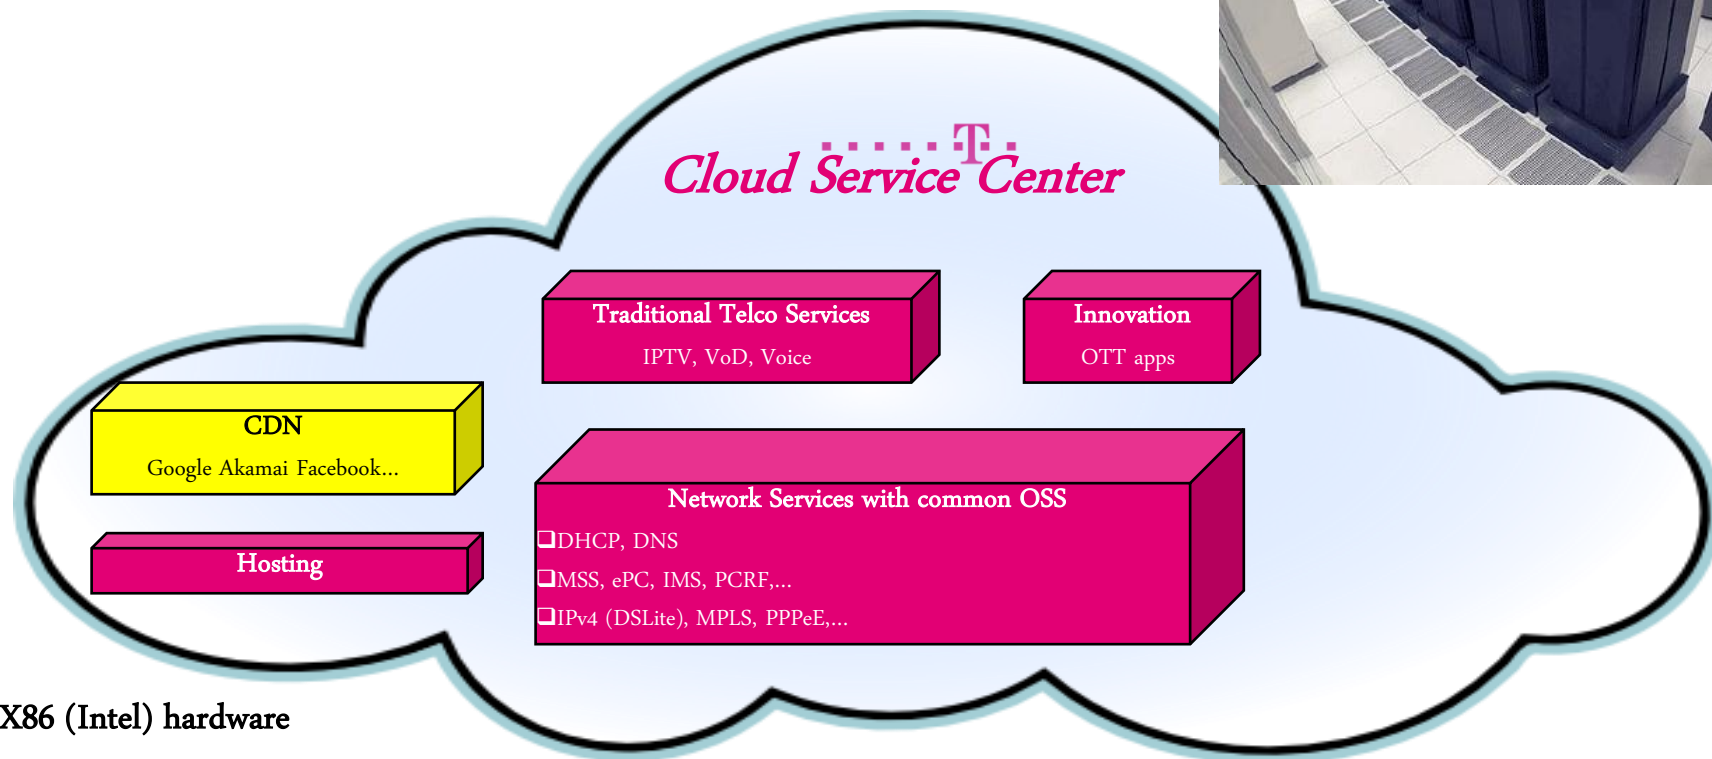 T
Cloud Service Center
Traditional Telco Services
IPTV, VoD, Voice
Innovation
OTT apps
CDN
Google Akamai Facebook...
Network Services with common OSS
DHCP, DNS
MSS, ePC, IMS, PCRF,...
IPv4 (DSLite), MPLS, PPPeE,...
Hosting
X86 (Intel) hardware